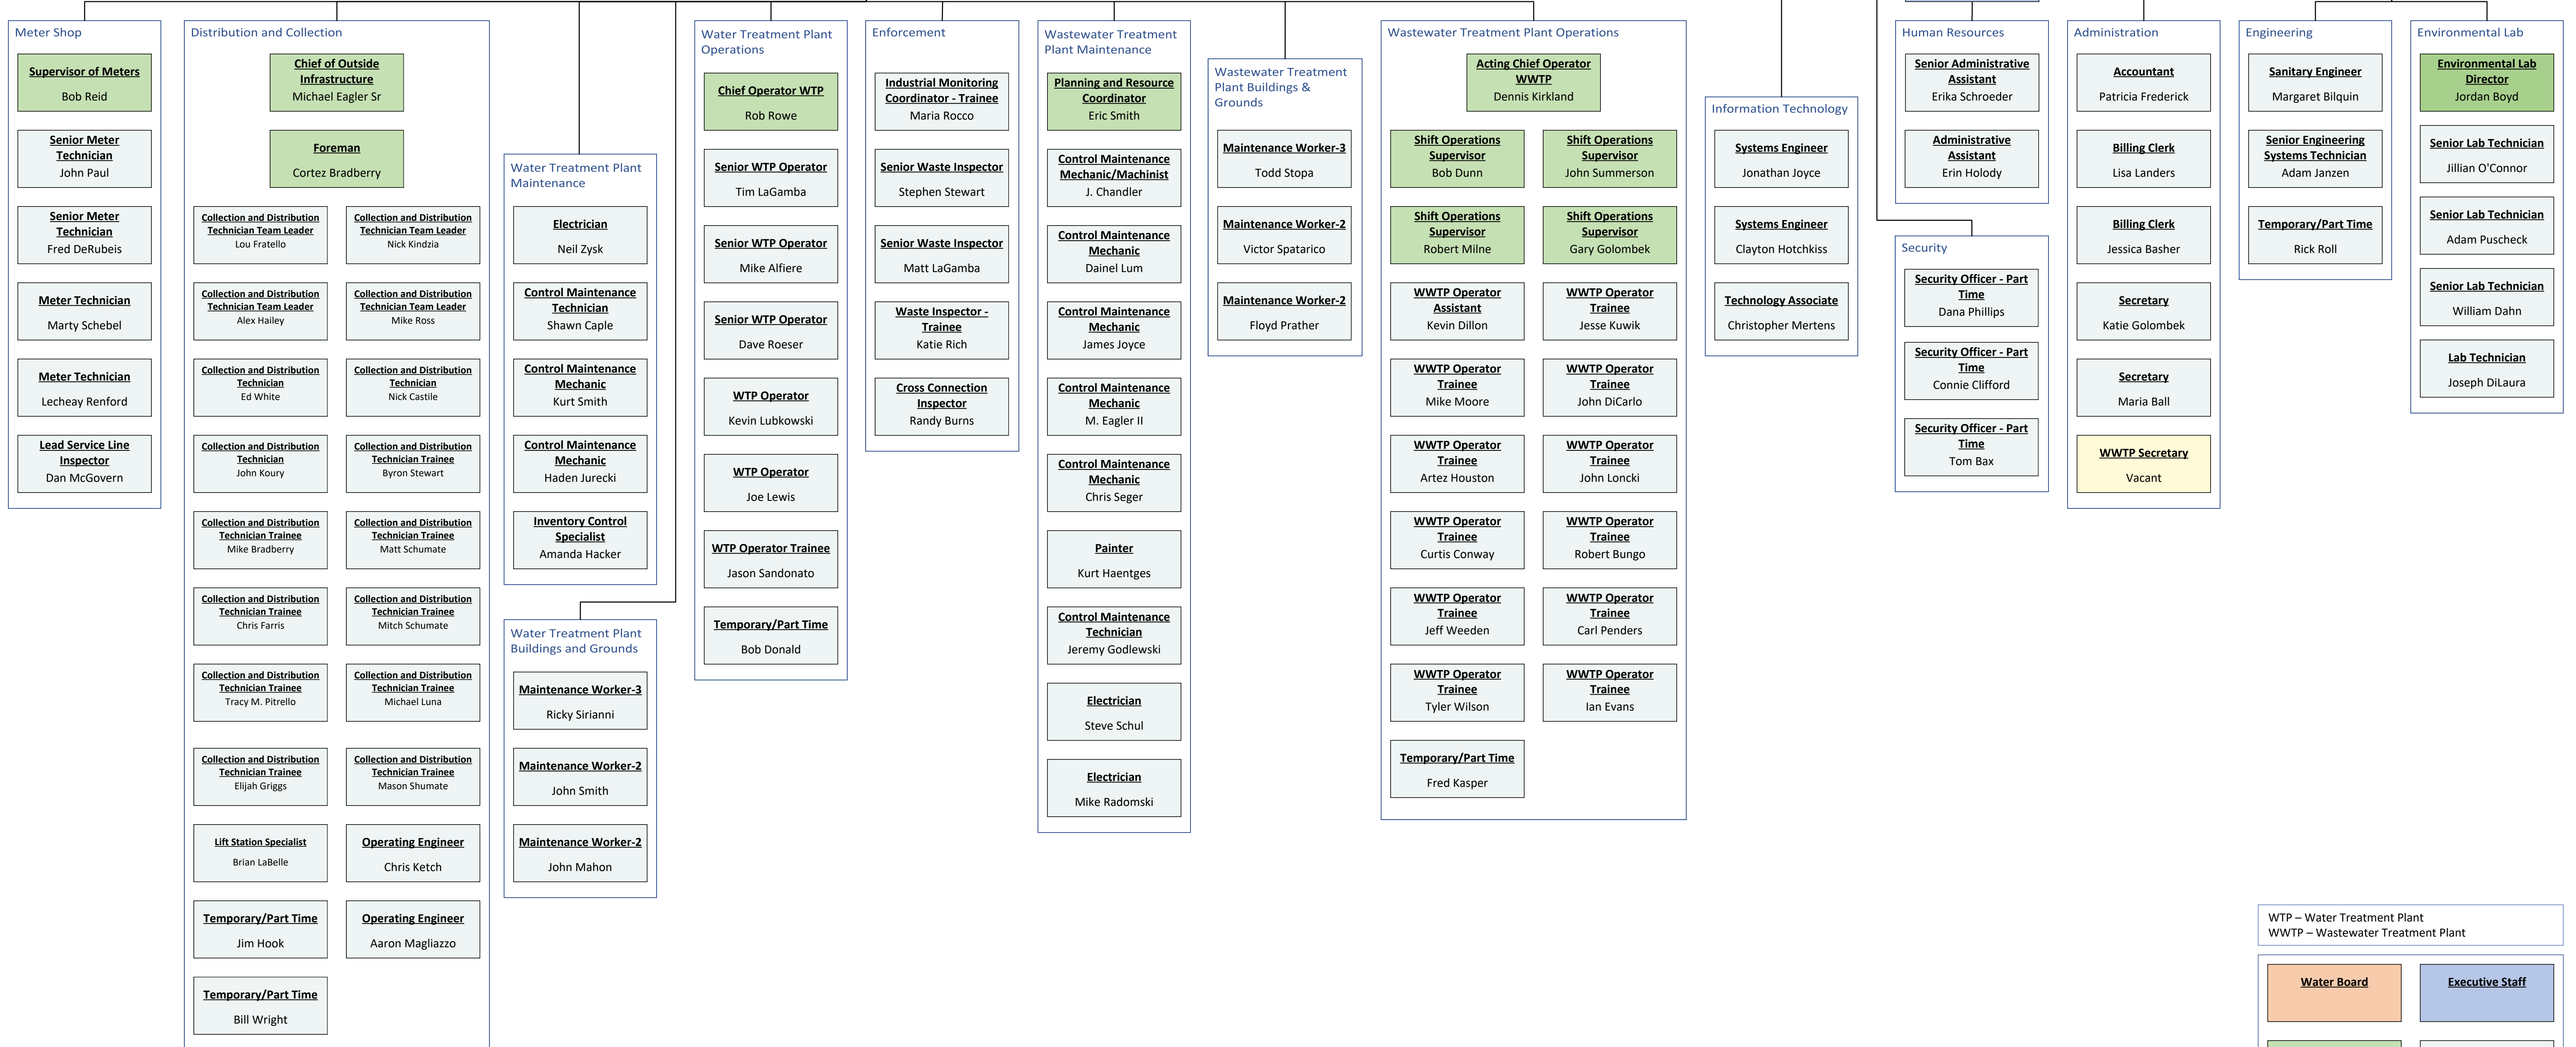 Meter Shop
Supervisor of Meters
Bob Reid
Senior Meter
Technician
John Paul
Senior Meter
Technician
Fred DeRubeis
Meter Technician
Marty Schebel
Meter Technician
Lecheay Renford
Lead Service Line
Inspector
Dan McGovern
Distribution and Collection
Chief of Outside
Infrastructure
Michael Eagler Sr
Foreman
Cortez Bradberry
Collection and Distribution
Technician Team Leader
Lou Fratello
Collection and Distribution
Technician Team Leader
Nick Kindzia
Collection and Distribution
Technician Team Leader
Alex Hailey
Collection and Distribution
Technician Team Leader
Mike Ross
Collection and Distribution
Technician
Ed White
Collection and Distribution
Technician
Nick Castile
Collection and Distribution
Technician
John Koury
Collection and Distribution
Technician Trainee
Byron Stewart
Collection and Distribution
Technician Trainee
Mike Bradberry
Collection and Distribution
Technician Trainee
Matt Schumate
Collection and Distribution
Technician Trainee
Chris Farris
Collection and Distribution
Technician Trainee
Mitch Schumate
Collection and Distribution
Technician Trainee
Tracy M. Pitrello
Collection and Distribution
Technician Trainee
Michael Luna
Collection and Distribution
Technician Trainee
Elijah Griggs
Collection and Distribution
Technician Trainee
Mason Shumate
Lift Station Specialist
Brian LaBelle
Operating Engineer
Chris Ketch
Temporary/Part Time
Jim Hook
Operating Engineer
Aaron Magliazzo
Temporary/Part Time
Bill Wright
Water Treatment Plant
Maintenance
Electrician
Neil Zysk
Control Maintenance
Technician
Shawn Caple
Control Maintenance
Mechanic
Kurt Smith
Control Maintenance
Mechanic
Haden Jurecki
Inventory Control
Specialist
Amanda Hacker
Water Treatment Plant
Buildings and Grounds
Maintenance Worker-3
Ricky Sirianni
Maintenance Worker-2
John Smith
Maintenance Worker-2
John Mahon
Water Treatment Plant
Operations
Chief Operator WTP
Rob Rowe
Senior WTP Operator
Tim LaGamba
Senior WTP Operator
Mike Alfiere
Senior WTP Operator
Dave Roeser
WTP Operator
Kevin Lubkowski
WTP Operator
Joe Lewis
WTP Operator Trainee
Jason Sandonato
Temporary/Part Time
Bob Donald
Enforcement
Industrial Monitoring
Coordinator - Trainee
Maria Rocco
Senior Waste Inspector
Stephen Stewart
Senior Waste Inspector
Matt LaGamba
Waste Inspector -
Trainee
Katie Rich
Cross Connection
Inspector
Randy Burns
Wastewater Treatment
Plant Maintenance
Planning and Resource
Coordinator
Eric Smith
Control Maintenance
Mechanic/Machinist
J. Chandler
Control Maintenance
Mechanic
Dainel Lum
Control Maintenance
Mechanic
James Joyce
Control Maintenance
Mechanic
M. Eagler II
Control Maintenance
Mechanic
Chris Seger
Painter
Kurt Haentges
Control Maintenance
Technician
Jeremy Godlewski
Electrician
Steve Schul
Electrician
Mike Radomski
Wastewater Treatment
Plant Buildings &
Grounds
Maintenance Worker-3
Todd Stopa
Maintenance Worker-2
Victor Spatarico
Maintenance Worker-2
Floyd Prather
Wastewater Treatment Plant Operations
Acting Chief Operator
WWTP
Dennis Kirkland
Shift Operations
Supervisor
Bob Dunn
Shift Operations
Supervisor
John Summerson
Shift Operations
Supervisor
Robert Milne
Shift Operations
Supervisor
Gary Golombek
WWTP Operator
Assistant
Kevin Dillon
WWTP Operator
Trainee
Jesse Kuwik
WWTP Operator
Trainee
Mike Moore
WWTP Operator
Trainee
John DiCarlo
WWTP Operator
Trainee
Artez Houston
WWTP Operator
Trainee
John Loncki
WWTP Operator
Trainee
Curtis Conway
WWTP Operator
Trainee
Robert Bungo
WWTP Operator
Trainee
Jeff Weeden
WWTP Operator
Trainee
Carl Penders
WWTP Operator
Trainee
Tyler Wilson
WWTP Operator
Trainee
Ian Evans
Temporary/Part Time
Fred Kasper
Information Technology
Systems Engineer
Jonathan Joyce
Systems Engineer
Clayton Hotchkiss
Technology Associate
Christopher Mertens
Human Resources
Senior Administrative
Assistant
Erika Schroeder
Administrative
Assistant
Erin Holody
Security
Security Officer - Part
Time
Dana Phillips
Security Officer - Part
Time
Connie Clifford
Security Officer - Part
Time
Tom Bax
Administration
Accountant
Patricia Frederick
Billing Clerk
Lisa Landers
Billing Clerk
Jessica Basher
Secretary
Katie Golombek
Secretary
Maria Ball
WWTP Secretary
Vacant
Engineering
Sanitary Engineer
Margaret Bilquin
Senior Engineering
Systems Technician
Adam Janzen
Temporary/Part Time
Rick Roll
Environmental Lab
Environmental Lab
Director
Jordan Boyd
Senior Lab Technician
Jillian O'Connor
Senior Lab Technician
Adam Puscheck
Senior Lab Technician
William Dahn
Lab Technician
Joseph DiLaura
WTP – Water Treatment Plant
WWTP – Wastewater Treatment Plant
Water Board
Executive Staff